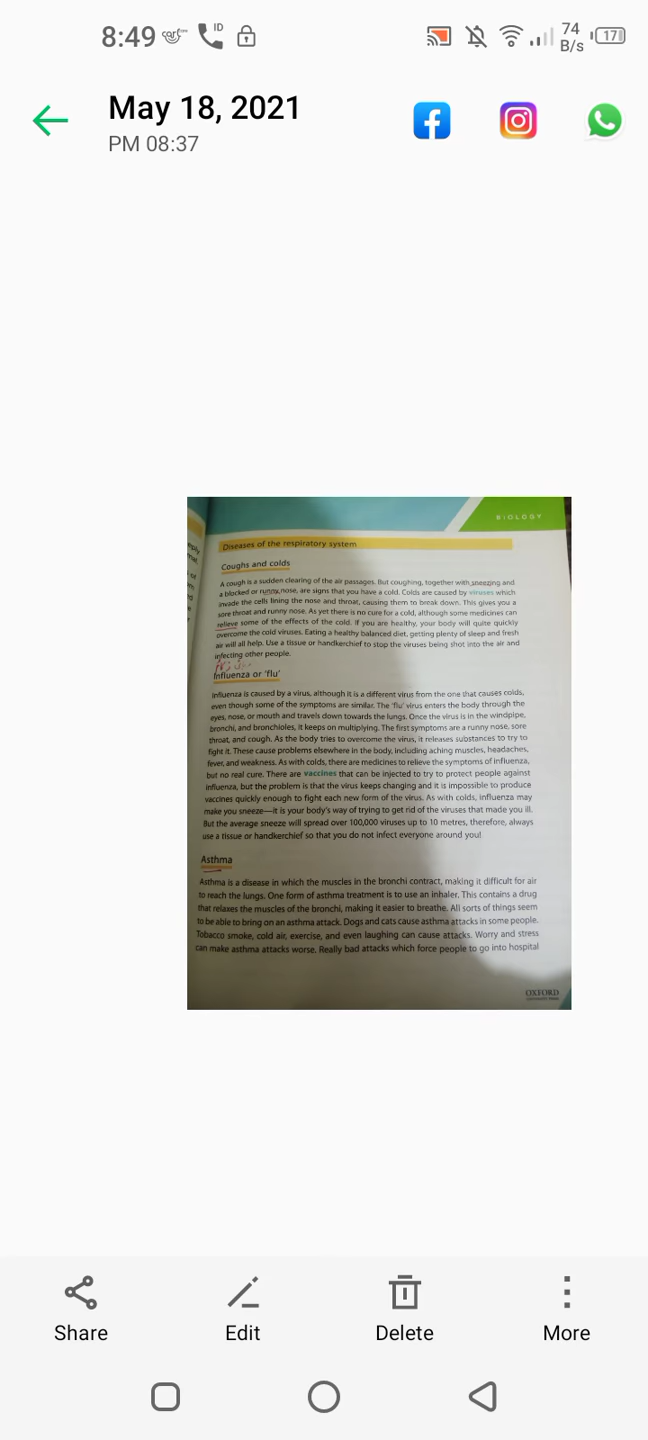 8:49
ID
74
B/s
17
May 18, 2021
PM 08:37
BIOLOGY
Diseases of the respiratory system
Coughs and colds
A cough is a sudden clearing of the air passages. But coughing, together with sneezing and
a blocked or runny nose, are signs that you have a cold. Colds are caused by viruses which
invade the cells lining the nose and throat, causing them to break down. This gives you a
sore throat and runny nose. As yet there is no cure for a cold, although some medicines can
relieve some of the effects of the cold. If you are healthy, your body will quite quickly
overcome the cold viruses. Eating a healthy balanced diet, getting plenty of sleep and fresh
air will all help. Use a tissue or handkerchief to stop the viruses being shot into the air and
infecting other people.
Influenza or 'flu'
Influenza is caused by a virus, although it is a different virus from the one that causes colds,
even though some of the symptoms are similar. The 'flu' virus enters the body through the
eyes, nose, or mouth and travels down towards the lungs. Once the virus is in the windpipe,
bronchi, and bronchioles, it keeps on multiplying. The first symptoms are a runny nose, sore
throat, and cough. As the body tries to overcome the virus, it releases substances to try to
fight it. These cause problems elsewhere in the body, including aching muscles, headaches,
fever, and weakness. As with colds, there are medicines to relieve the symptoms of influenza,
but no real cure. There are vaccines that can be injected to try to protect people against
influenza, but the problem is that the virus keeps changing and it is impossible to produce
vaccines quickly enough to fight each new form of the virus. As with colds, influenza may
make you sneeze—it is your body's way of trying to get rid of the viruses that made you ill.
But the average sneeze will spread over 100,000 viruses up to 10 metres, therefore, always
use a tissue or handkerchief so that you do not infect everyone around you!
Asthma
Asthma is a disease in which the muscles in the bronchi contract, making it difficult for air
to reach the lungs. One form of asthma treatment is to use an inhaler. This contains a drug
that relaxes the muscles of the bronchi, making it easier to breathe. All sorts of things seem
to be able to bring on an asthma attack. Dogs and cats cause asthma attacks in some people.
Tobacco smoke, cold air, exercise, and even laughing can cause attacks. Worry and stress
can make asthma attacks worse. Really bad attacks which force people to go into hospital
OXFORD
Share
Edit
Delete
More